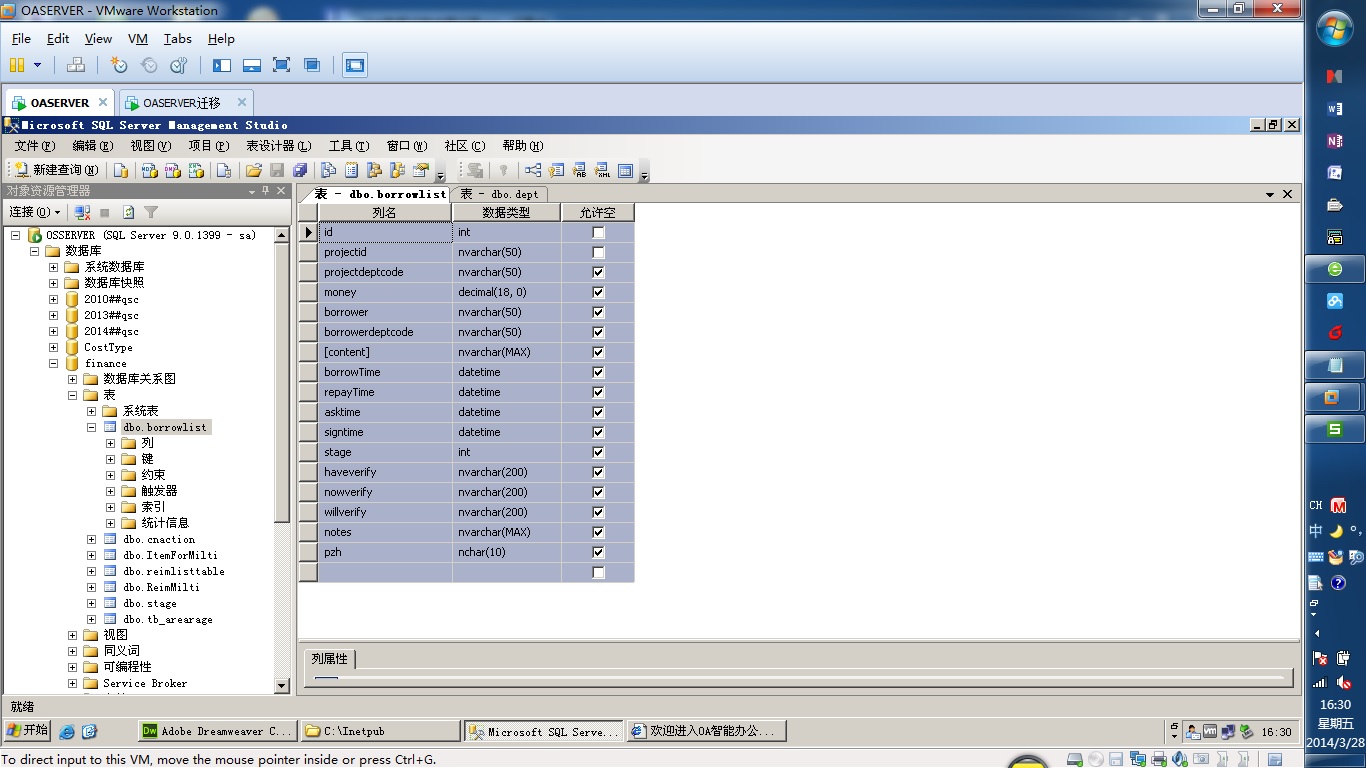 OASERVER - VMware Workstation
File Edit View VM Tabs Help
OASERVER OASERVER迁移
Microsoft SQL Server Management Studio
文件(F) 编辑(E) 视图(V) 项目(P) 表设计器(L) 工具(T) 窗口(W) 社区(C) 帮助(H)
新建查询(N)
对象资源管理器
连接(O)
OSSERVER (SQL Server 9.0.1399 - sa)
数据库
系统数据库
数据库快照
2010##qsc
2013##qsc
2014##qsc
CostType
finance
数据库关系图
表
系统表
dbo.borrowlist
列
键
约束
触发器
索引
统计信息
dbo.cnaction
dbo.ItemForMilti
dbo.reimlisttable
dbo.ReimMilti
dbo.stage
dbo.tb_arearage
视图
同义词
可编程性
Service Broker
表 - dbo.borrowlist 表 - dbo.dept
列名 数据类型 允许空
id int
projectid nvarchar(50)
projectdeptcode nvarchar(50)
money decimal(18, 0)
borrower nvarchar(50)
borrowerdeptcode nvarchar(50)
[content] nvarchar(MAX)
borrowTime datetime
repayTime datetime
asktime datetime
signtime datetime
stage int
haveverify nvarchar(200)
nowverify nvarchar(200)
willverify nvarchar(200)
notes nvarchar(MAX)
pzh nchar(10)
列属性
就绪
开始 Adobe Dreamweaver C... C:\Inetpub Microsoft SQL Serve... 欢迎进入OA智能办公... 16:30
To direct input to this VM, move the mouse pointer inside or press Ctrl+G.
CH
中
16:30
星期五
2014/3/28